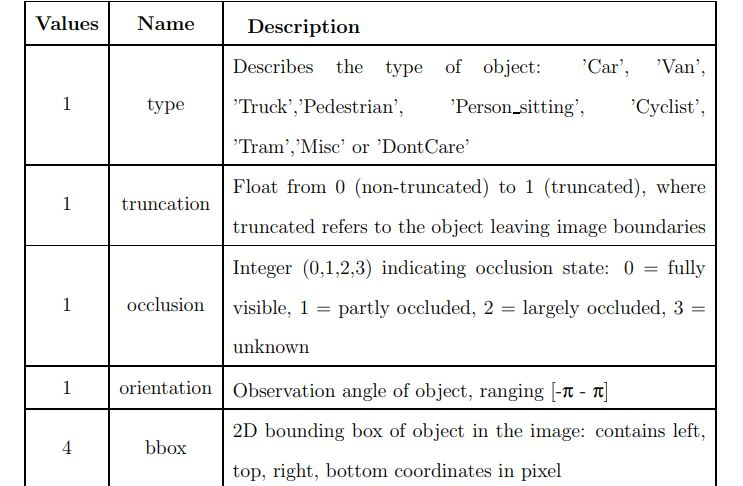 Values Name Description
Describes the type of object: 'Car', 'Van',
1 type 'Truck','Pedestrian', 'Person_sitting', 'Cyclist',
'Tram','Misc' or 'DontCare'
1 truncation Float from 0 (non-truncated) to 1 (truncated), where
truncated refers to the object leaving image boundaries
Integer (0,1,2,3) indicating occlusion state: 0 = fully
1 occlusion visible, 1 = partly occluded, 2 = largely occluded, 3 =
unknown
1 orientation Observation angle of object, ranging [-π - π]
4 bbox 2D bounding box of object in the image: contains left,
top, right, bottom coordinates in pixel